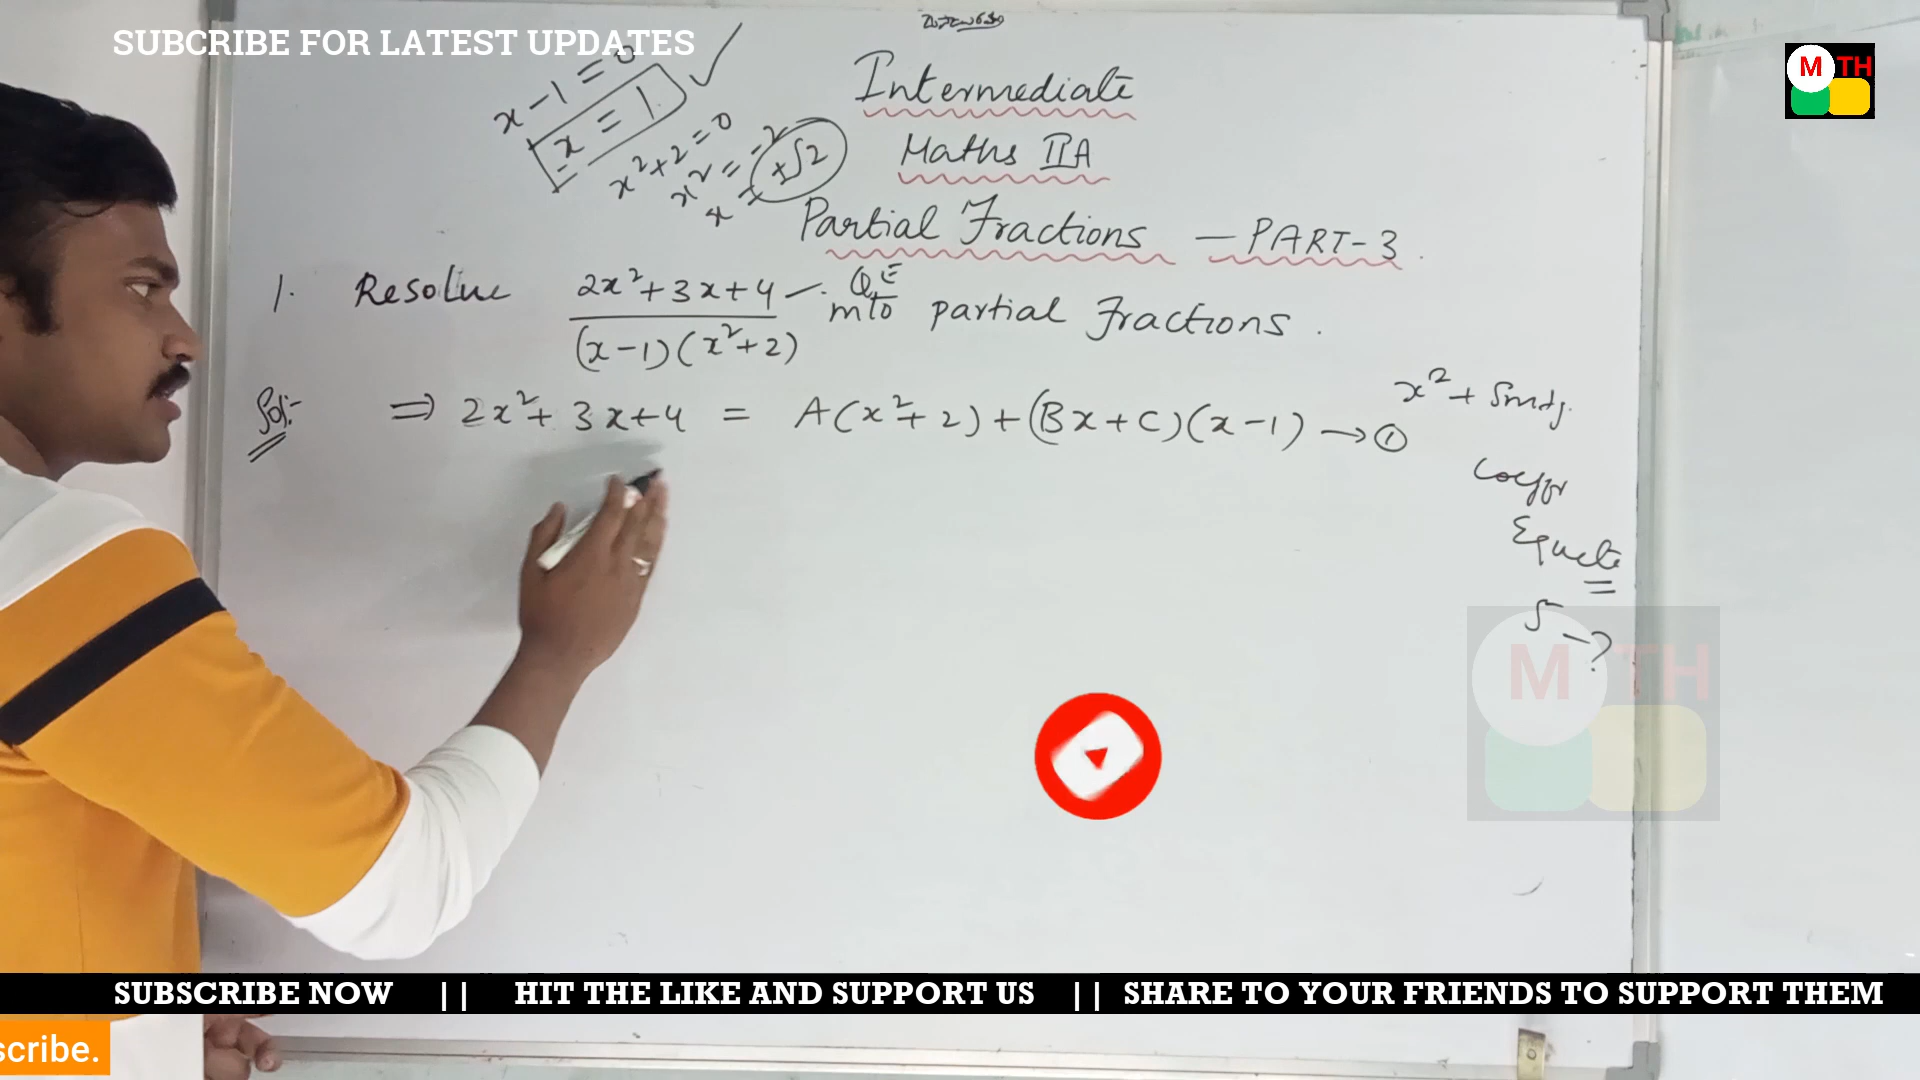 SUBCRIBE FOR LATEST UPDATES
M TH
x - 1 = 0
x = 1
x² + 2 = 0
x² = -2
Intermediate
Maths IIA
Partial Fractions — PART-3
1. Resolve (2x² + 3x + 4) / ((x - 1)(x² + 2)) into partial Fractions.
QE
Sol:-
⇒ 2x² + 3x + 4 = A(x² + 2) + (Bx + C)(x - 1) → ①
x² +
Equate
5 - ?
M TH
SUBSCRIBE NOW || HIT THE LIKE AND SUPPORT US || SHARE TO YOUR FRIENDS TO SUPPORT THEM
scribe.